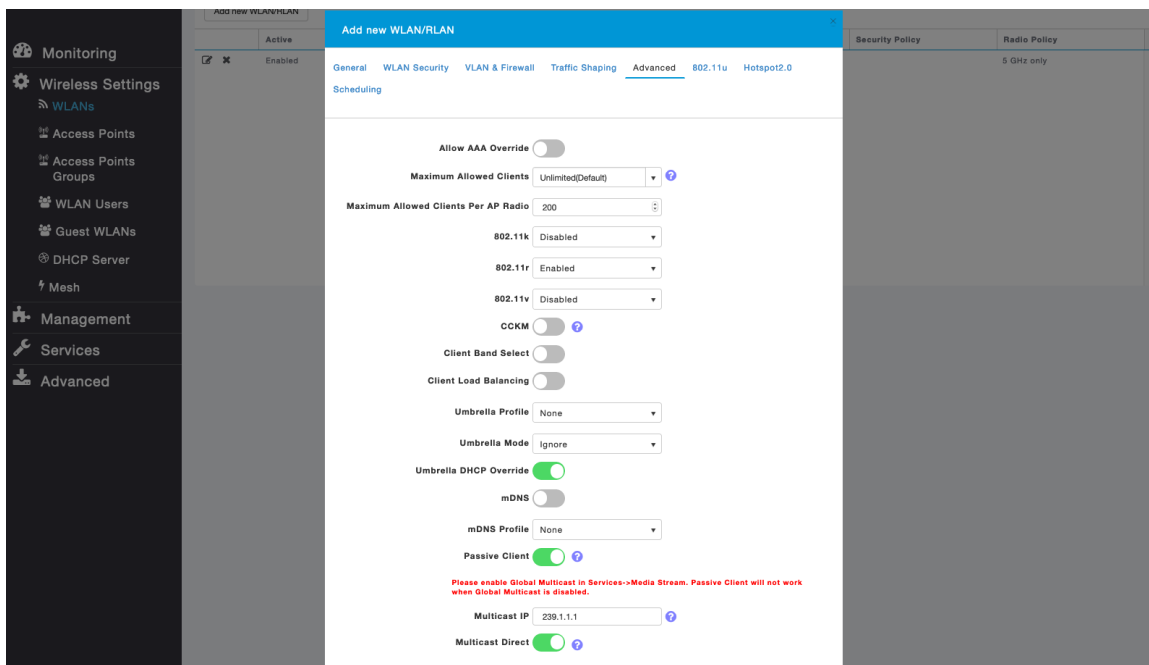 Add new WLAN/RLAN
Monitoring
Wireless Settings
WLANs
Access Points
Access Points
Groups
WLAN Users
Guest WLANs
DHCP Server
Mesh
Management
Services
Advanced
Active
Security Policy
Radio Policy
Enabled
5 GHz only
Add new WLAN/RLAN
×
General WLAN Security VLAN & Firewall Traffic Shaping Advanced 802.11u Hotspot2.0
Scheduling
Allow AAA Override
Maximum Allowed Clients Unlimited(Default) ?
Maximum Allowed Clients Per AP Radio 200
802.11k Disabled
802.11r Enabled
802.11v Disabled
CCKM ?
Client Band Select
Client Load Balancing
Umbrella Profile None
Umbrella Mode Ignore
Umbrella DHCP Override
mDNS
mDNS Profile None
Passive Client ?
Please enable Global Multicast in Services->Media Stream. Passive Client will not work
when Global Multicast is disabled.
Multicast IP 239.1.1.1 ?
Multicast Direct ?